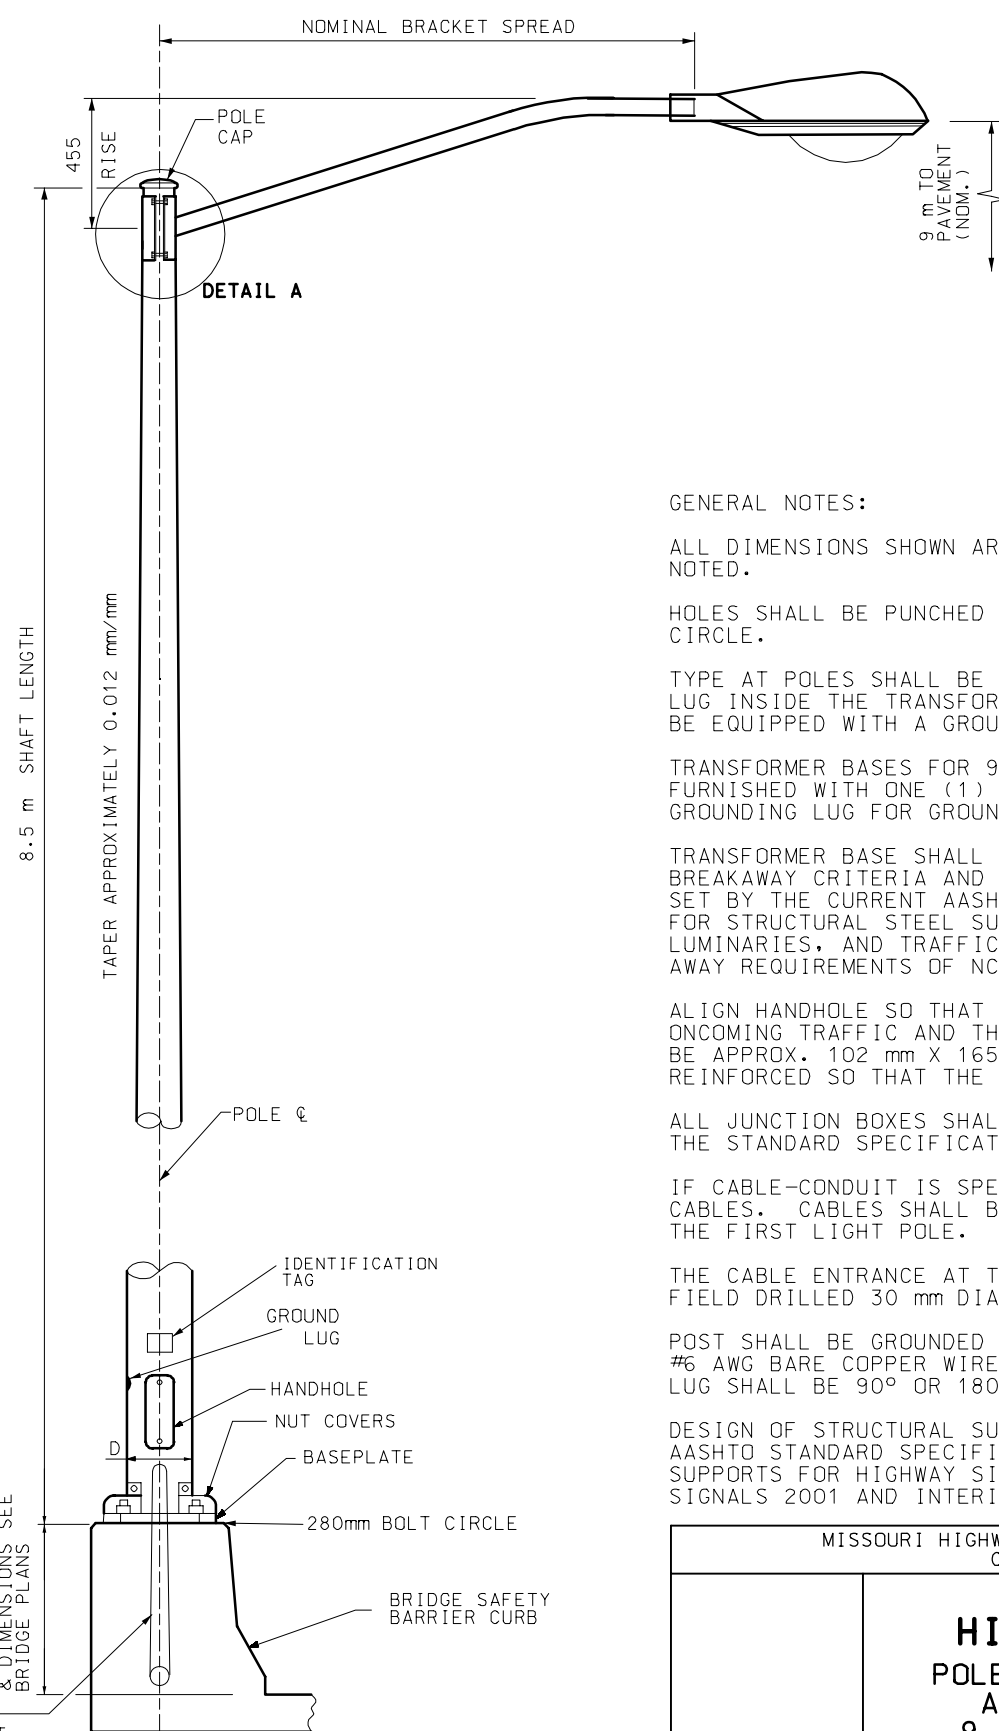 NOMINAL BRACKET SPREAD
POLE
CAP
455
RISE
9 m TO
PAVEMENT
(NOM.)
DETAIL A
8.5 m SHAFT LENGTH
TAPER APPROXIMATELY 0.012 mm/mm
POLE ℄
IDENTIFICATION
TAG
GROUND
LUG
HANDHOLE
NUT COVERS
D
BASEPLATE
280mm BOLT CIRCLE
& DIMENSIONS SEE
BRIDGE PLANS
BRIDGE SAFETY
BARRIER CURB
GENERAL NOTES:
ALL DIMENSIONS SHOWN AR
NOTED.
HOLES SHALL BE PUNCHED
CIRCLE.
TYPE AT POLES SHALL BE
LUG INSIDE THE TRANSFOR
BE EQUIPPED WITH A GROU
TRANSFORMER BASES FOR 9
FURNISHED WITH ONE (1)
GROUNDING LUG FOR GROUN
TRANSFORMER BASE SHALL
BREAKAWAY CRITERIA AND
SET BY THE CURRENT AASH
FOR STRUCTURAL STEEL SU
LUMINARIES, AND TRAFFIC
AWAY REQUIREMENTS OF NC
ALIGN HANDHOLE SO THAT
ONCOMING TRAFFIC AND TH
BE APPROX. 102 mm X 165
REINFORCED SO THAT THE
ALL JUNCTION BOXES SHAL
THE STANDARD SPECIFICAT
IF CABLE-CONDUIT IS SPE
CABLES. CABLES SHALL B
THE FIRST LIGHT POLE.
THE CABLE ENTRANCE AT T
FIELD DRILLED 30 mm DIA
POST SHALL BE GROUNDED
#6 AWG BARE COPPER WIRE
LUG SHALL BE 90° OR 180
DESIGN OF STRUCTURAL SU
AASHTO STANDARD SPECIFI
SUPPORTS FOR HIGHWAY SI
SIGNALS 2001 AND INTERI
MISSOURI HIGHW
HI
POLE
A